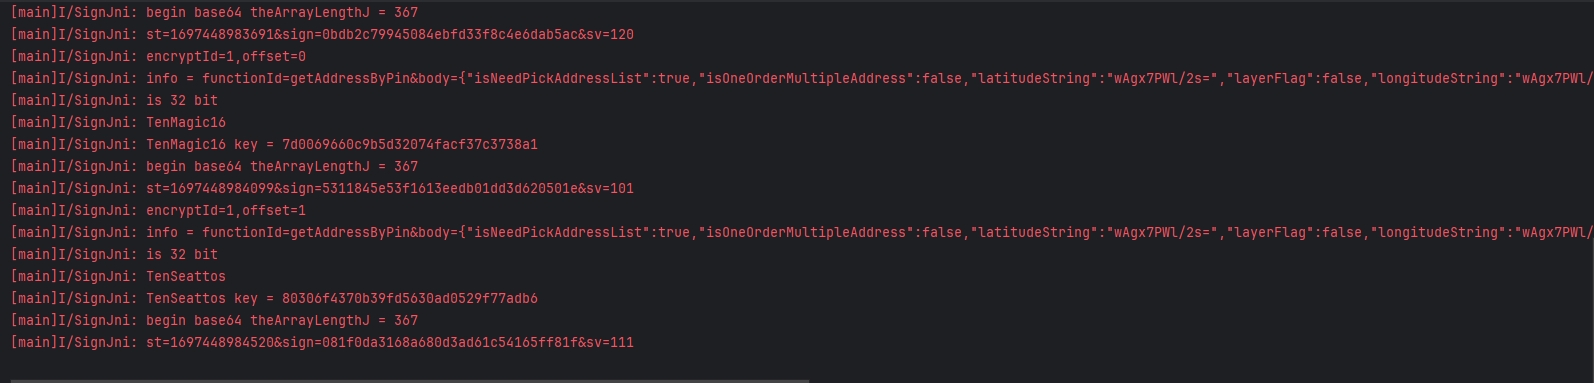 [main]I/SignJni: begin base64 theArrayLengthJ = 367
[main]I/SignJni: st=1697448983691&sign=0bdb2c79945084ebfd33f8c4e6dab5ac&sv=120
[main]I/SignJni: encryptId=1,offset=0
[main]I/SignJni: info = functionId=getAddressByPin&body={"isNeedPickAddressList":true,"isOneOrderMultipleAddress":false,"latitudeString":"wAgx7PWl/2s=","layerFlag":false,"longitudeString":"wAgx7PWl/
[main]I/SignJni: is 32 bit
[main]I/SignJni: TenMagic16
[main]I/SignJni: TenMagic16 key = 7d0069660c9b5d32074facf37c3738a1
[main]I/SignJni: begin base64 theArrayLengthJ = 367
[main]I/SignJni: st=1697448984099&sign=5311845e53f1613eedb01dd3d620501e&sv=101
[main]I/SignJni: encryptId=1,offset=1
[main]I/SignJni: info = functionId=getAddressByPin&body={"isNeedPickAddressList":true,"isOneOrderMultipleAddress":false,"latitudeString":"wAgx7PWl/2s=","layerFlag":false,"longitudeString":"wAgx7PWl/
[main]I/SignJni: is 32 bit
[main]I/SignJni: TenSeattos
[main]I/SignJni: TenSeattos key = 80306f4370b39fd5630ad0529f77adb6
[main]I/SignJni: begin base64 theArrayLengthJ = 367
[main]I/SignJni: st=1697448984520&sign=081f0da3168a680d3ad61c54165ff81f&sv=111